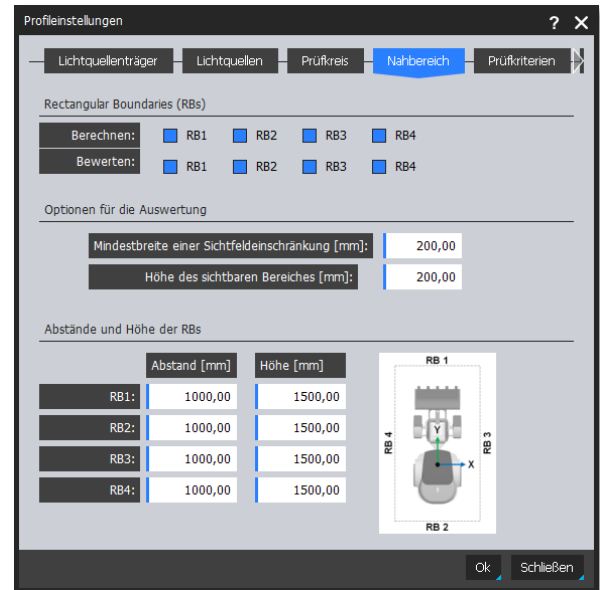 Profileinstellungen ? X
Lichtquellenträger Lichtquellen Prüfkreis Nahbereich Prüfkriterien
Rectangular Boundaries (RBs)
Berechnen: RB1 RB2 RB3 RB4
Bewerten: RB1 RB2 RB3 RB4
Optionen für die Auswertung
Mindestbreite einer Sichtfeldeinschränkung [mm]: 200,00
Höhe des sichtbaren Bereiches [mm]: 200,00
Abstände und Höhe der RBs
Abstand [mm] Höhe [mm]
RB1: 1000,00 1500,00
RB2: 1000,00 1500,00
RB3: 1000,00 1500,00
RB4: 1000,00 1500,00
RB 1
RB 4
Y
X
RB 3
RB 2
Ok Schließen